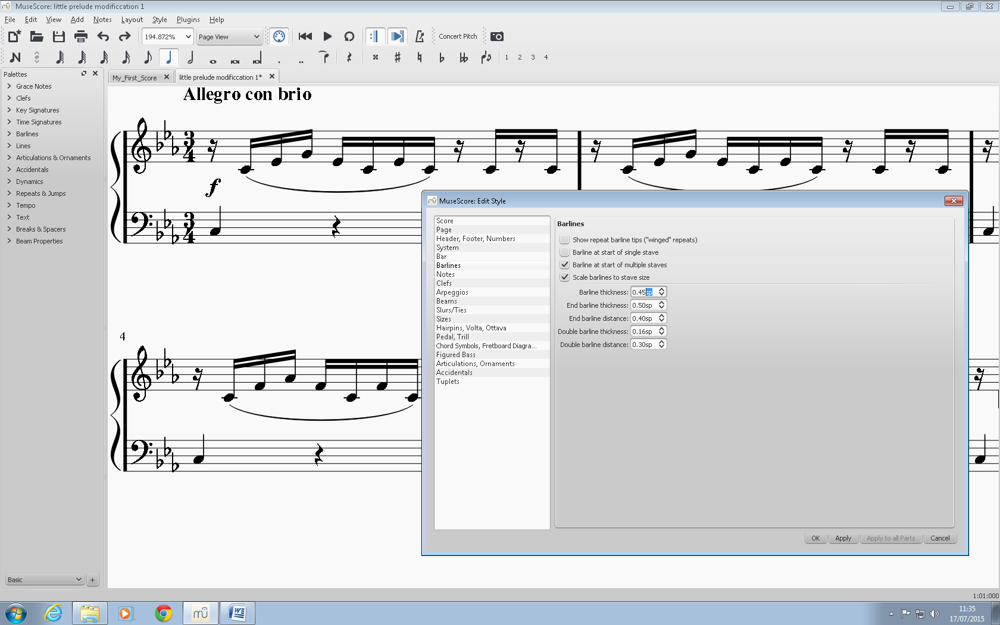 MuseScore: little prelude modificcation 1
File Edit View Add Notes Layout Style Plugins Help
194.872% Page View Concert Pitch
1 2 3 4
Palettes
My_First_Score little prelude modificcation 1*
Grace Notes
Clefs
Key Signatures
Time Signatures
Barlines
Lines
Articulations & Ornaments
Accidentals
Dynamics
Repeats & Jumps
Tempo
Text
Breaks & Spacers
Beam Properties
Basic
Allegro con brio
3
4
f
3
4
4
MuseScore: Edit Style
Score
Page
Header, Footer, Numbers
System
Bar
Barlines
Notes
Clefs
Arpeggios
Beams
Slurs/Ties
Sizes
Hairpins, Volta, Ottava
Pedal, Trill
Chord Symbols, Fretboard Diagra...
Figured Bass
Articulations, Ornaments
Accidentals
Tuplets
Barlines
Show repeat barline tips ("winged" repeats)
Barline at start of single stave
Barline at start of multiple staves
Scale barlines to stave size
Barline thickness: 0.45sp
End barline thickness: 0.50sp
End barline distance: 0.40sp
Double barline thickness: 0.16sp
Double barline distance: 0.30sp
OK Apply Apply to all Parts Cancel
1:01:000
11:35
17/07/2015